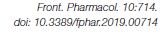 Front. Pharmacol. 10:714.
doi: 10.3389/fphar.2019.00714